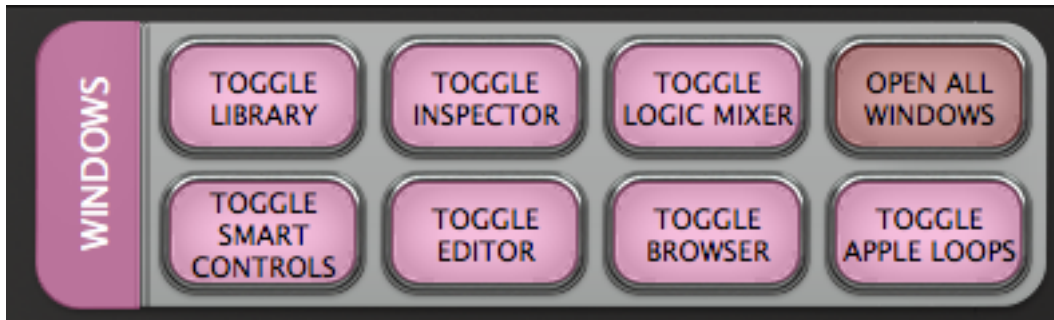 WINDOWS
TOGGLE
LIBRARY
TOGGLE
INSPECTOR
TOGGLE
LOGIC MIXER
OPEN ALL
WINDOWS
TOGGLE
SMART
CONTROLS
TOGGLE
EDITOR
TOGGLE
BROWSER
TOGGLE
APPLE LOOPS